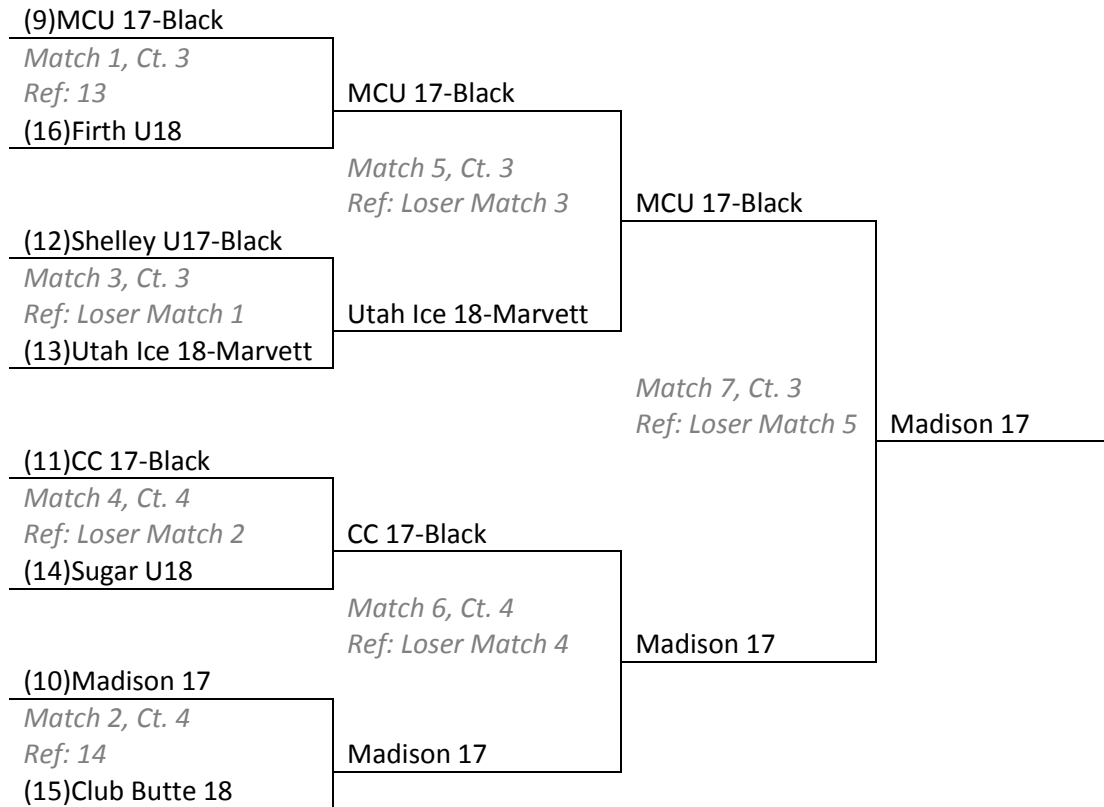 (9)MCU 17-Black
Match 1, Ct. 3
Ref: 13
(16)Firth U18
MCU 17-Black
Match 5, Ct. 3
Ref: Loser Match 3
MCU 17-Black
(12)Shelley U17-Black
Match 3, Ct. 3
Ref: Loser Match 1
(13)Utah Ice 18-Marvett
Utah Ice 18-Marvett
Match 7, Ct. 3
Ref: Loser Match 5
Madison 17
(11)CC 17-Black
Match 4, Ct. 4
Ref: Loser Match 2
(14)Sugar U18
CC 17-Black
Match 6, Ct. 4
Ref: Loser Match 4
Madison 17
(10)Madison 17
Match 2, Ct. 4
Ref: 14
(15)Club Butte 18
Madison 17